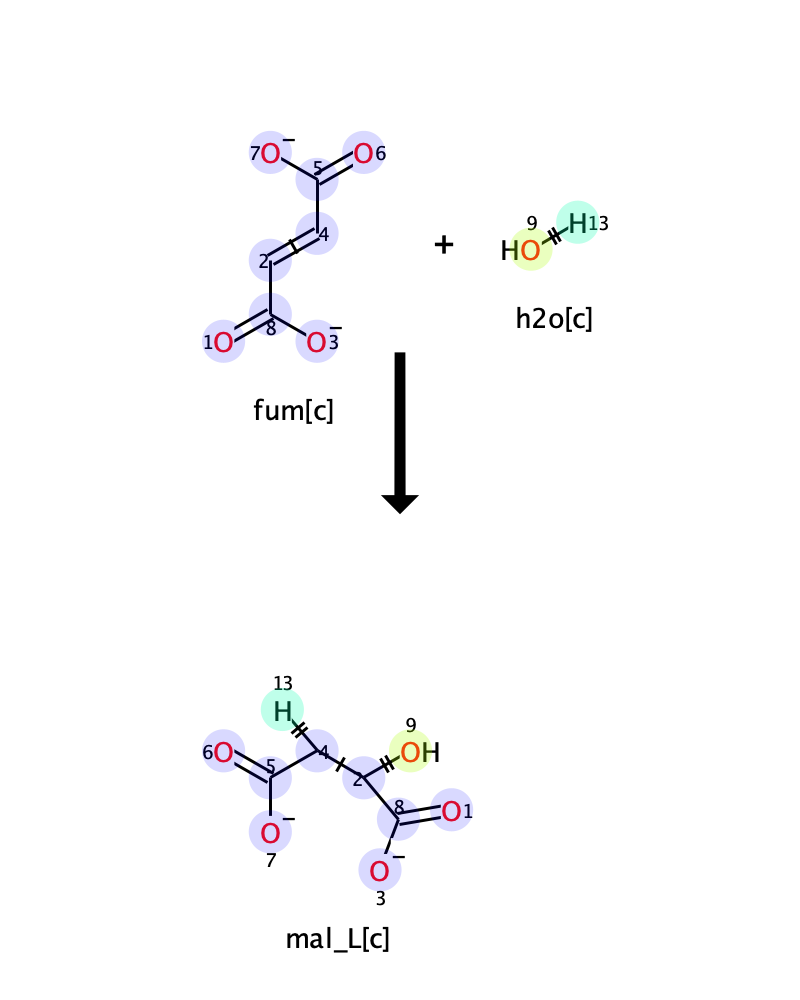 7O⁻ 5 O6
4
2
1O 8 O3⁻
fum[c]
+
9
HO H13
h2o[c]
13
H
9
6O 5 4 2 OH
8 O1
O⁻
7
O⁻
3
mal_L[c]